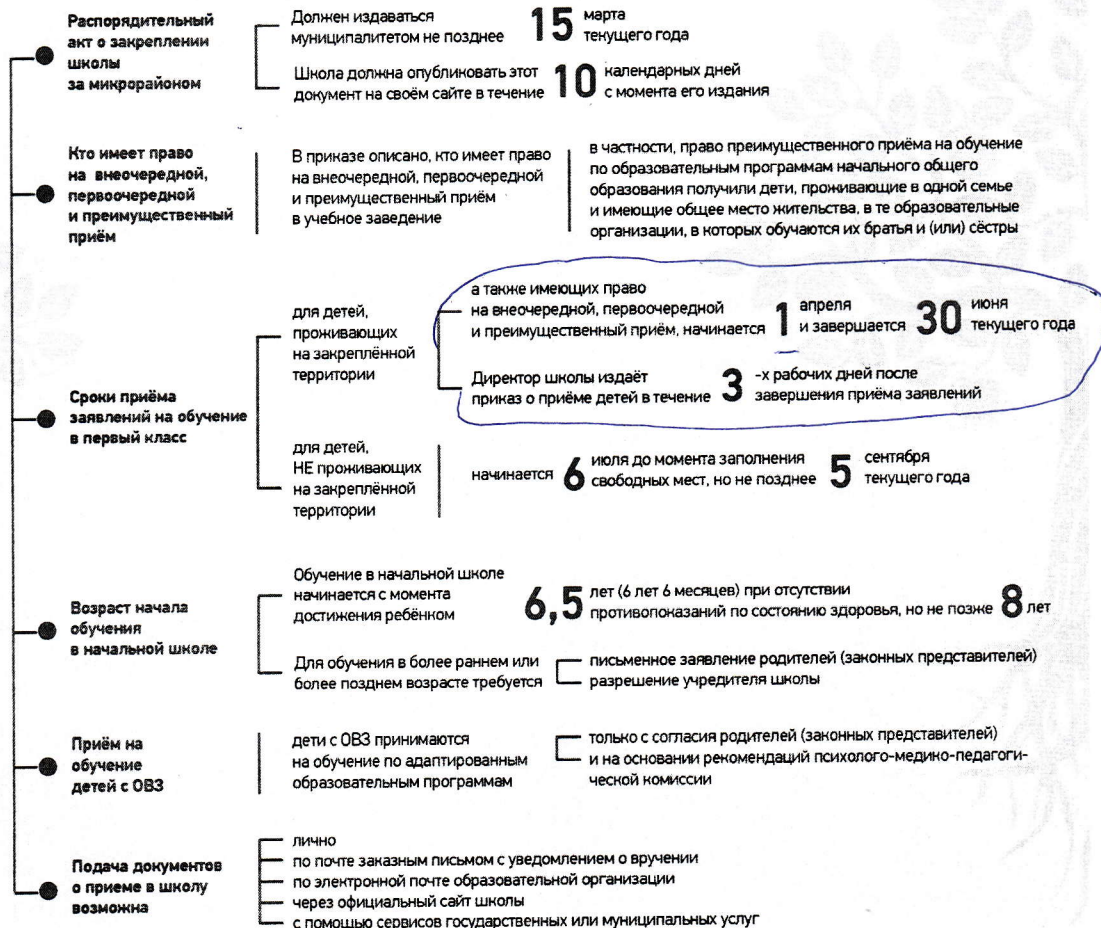 Распорядительный
акт о закреплении
школы
за микрорайоном
Должен издаваться
муниципалитетом не позднее 15 марта
текущего года
Школа должна опубликовать этот
документ на своём сайте в течение 10 календарных дней
с момента его издания
Кто имеет право
на внеочередной,
первоочередной
и преимущественный
приём
В приказе описано, кто имеет право
на внеочередной, первоочередной
и преимущественный приём
в учебное заведение
в частности, право преимущественного приёма на обучение
по образовательным программам начального общего
образования получили дети, проживающие в одной семье
и имеющие общее место жительства, в те образовательные
организации, в которых обучаются их братья и (или) сёстры
Сроки приёма
заявлений на обучение
в первый класс
для детей,
проживающих
на закреплённой
территории
а также имеющих право
на внеочередной, первоочередной
и преимущественный приём, начинается 1 апреля
и завершается 30 июня
текущего года
Директор школы издаёт
приказ о приёме детей в течение 3 -х рабочих дней после
завершения приёма заявлений
для детей,
НЕ проживающих
на закреплённой
территории
начинается 6 июля до момента заполнения
свободных мест, но не позднее 5 сентября
текущего года
Возраст начала
обучения
в начальной школе
Обучение в начальной школе
начинается с момента
достижения ребёнком 6,5 лет (6 лет 6 месяцев) при отсутствии
противопоказаний по состоянию здоровья, но не позже 8 лет
Для обучения в более раннем или
более позднем возрасте требуется
письменное заявление родителей (законных представителей)
разрешение учредителя школы
Приём на
обучение
детей с ОВЗ
дети с ОВЗ принимаются
на обучение по адаптированным
образовательным программам
только с согласия родителей (законных представителей)
и на основании рекомендаций психолого-медико-педагоги-
ческой комиссии
Подача документов
о приеме в школу
возможна
лично
по почте заказным письмом с уведомлением о вручении
по электронной почте образовательной организации
через официальный сайт школы
с помощью сервисов государственных или муниципальных услуг